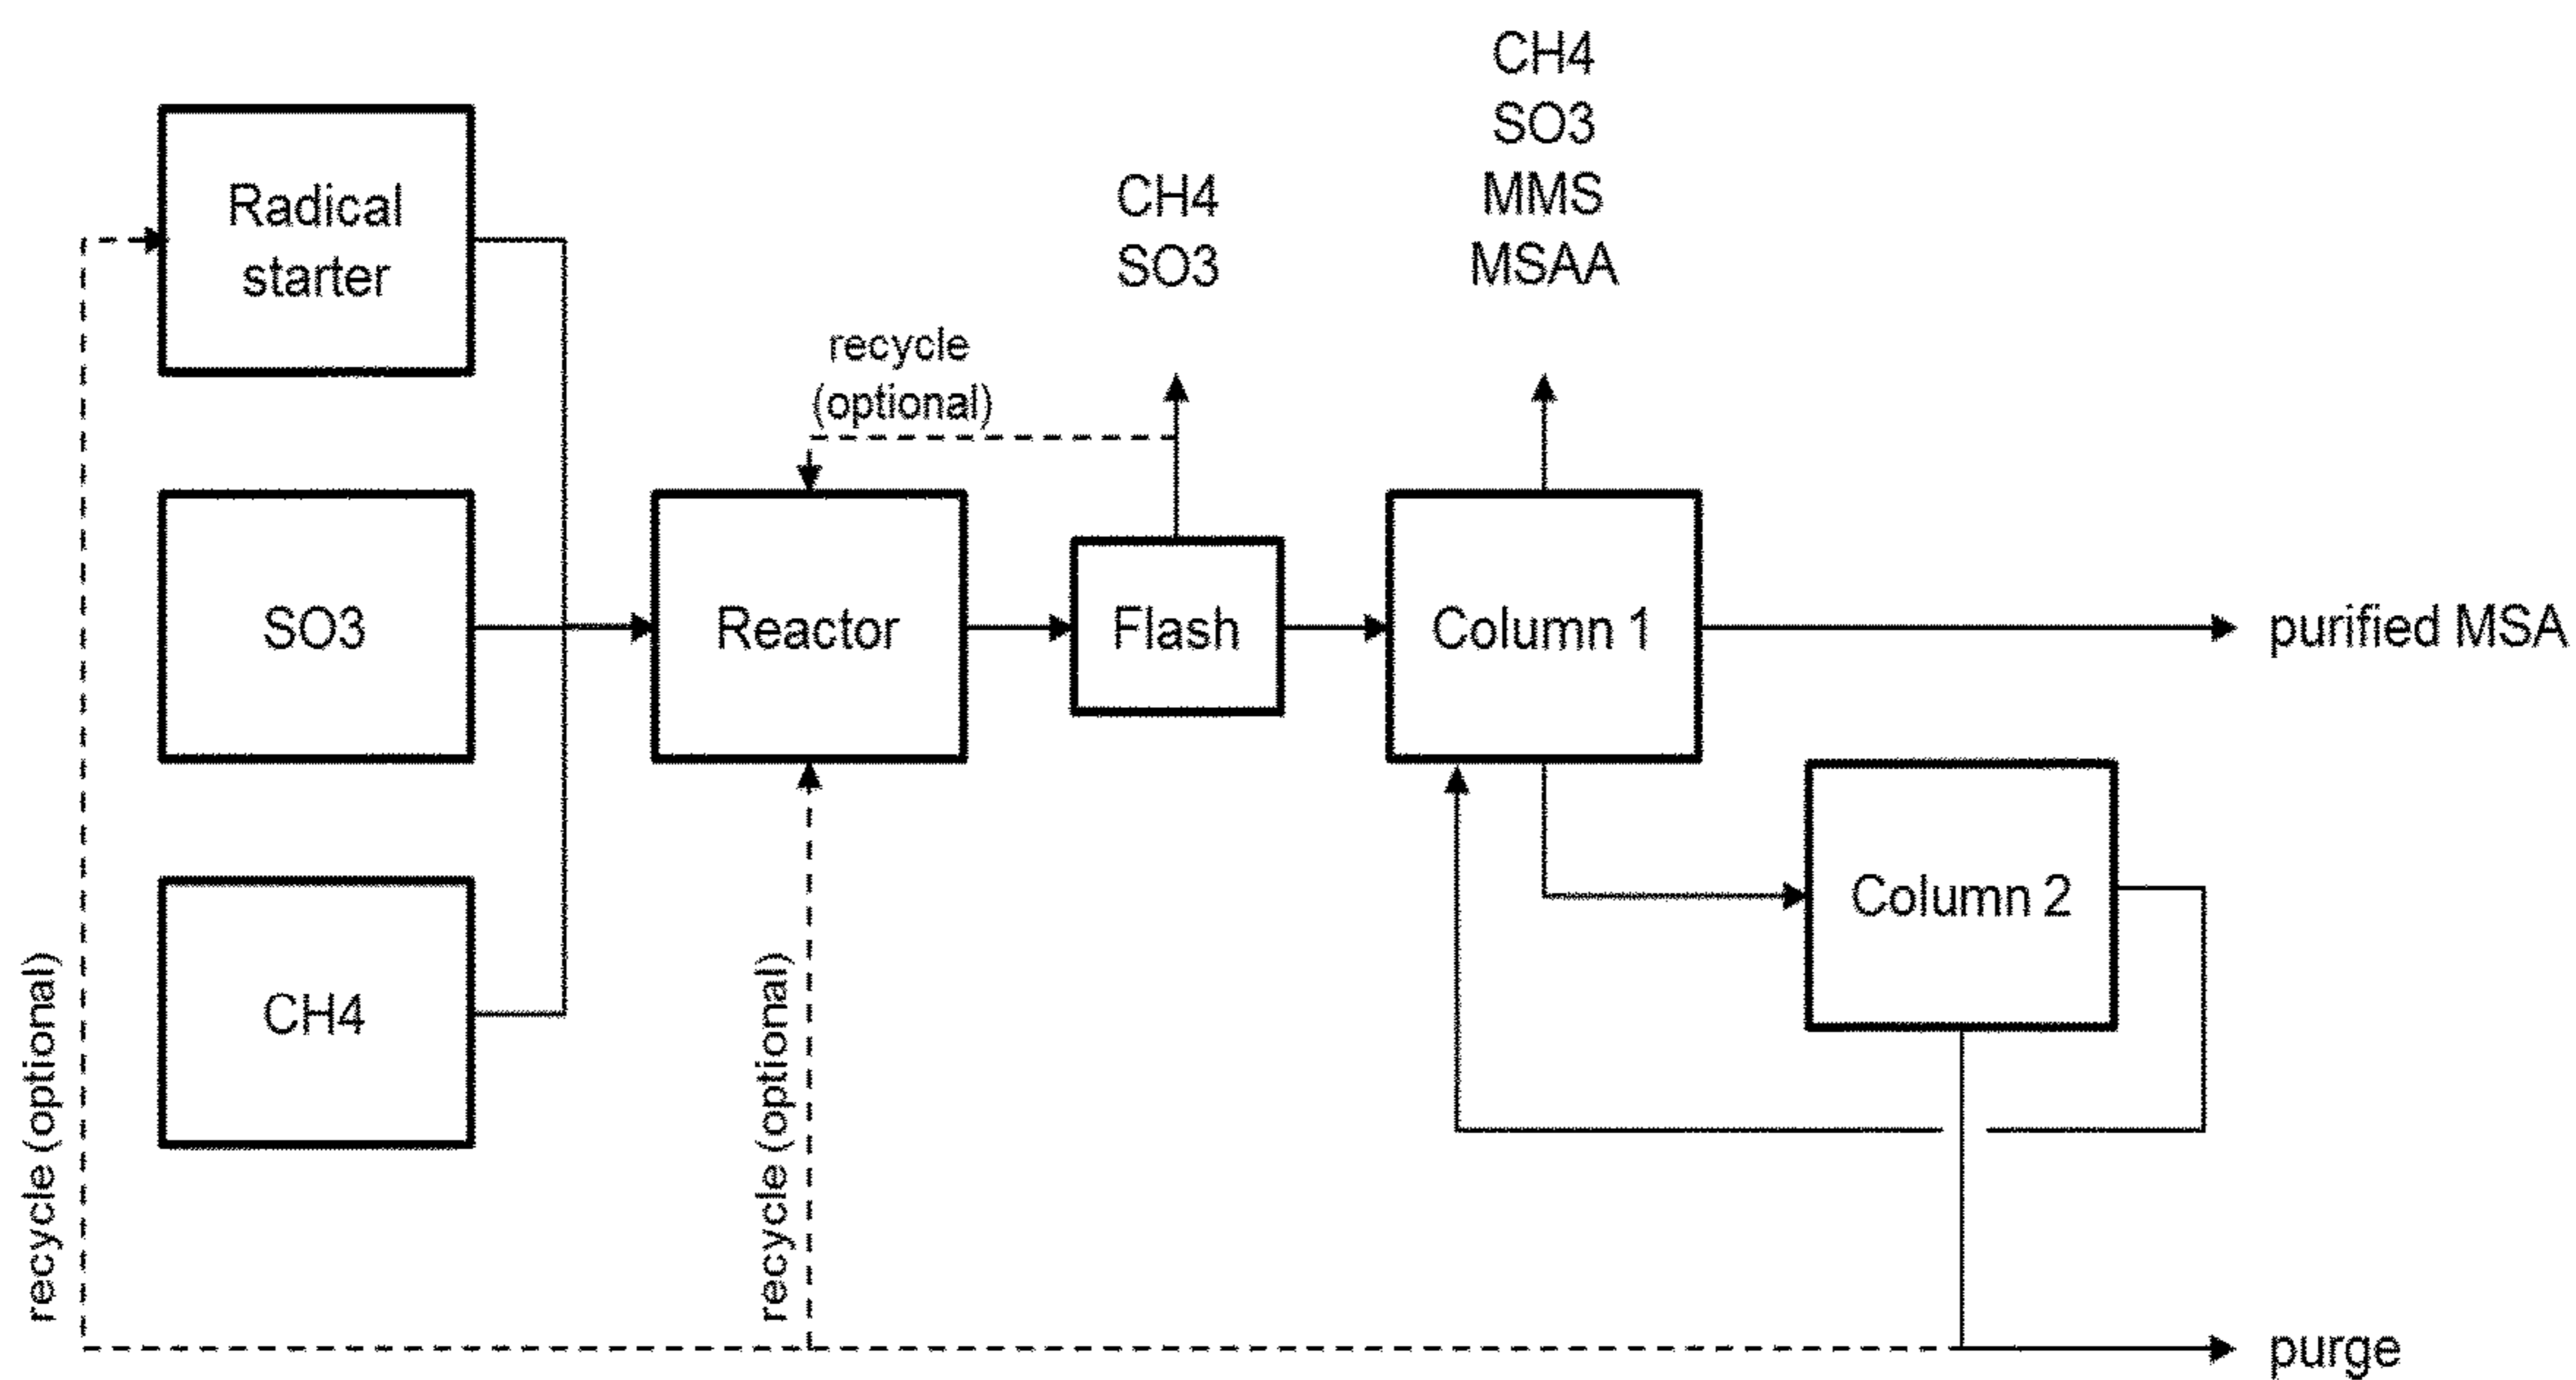 CH4
SO3
MMS
MSAA
CH4
SO3
Radical
starter
recycle
(optional)
SO3
Reactor
Flash
Column 1
purified MSA
Column 2
CH4
recycle (optional)
recycle (optional)
purge